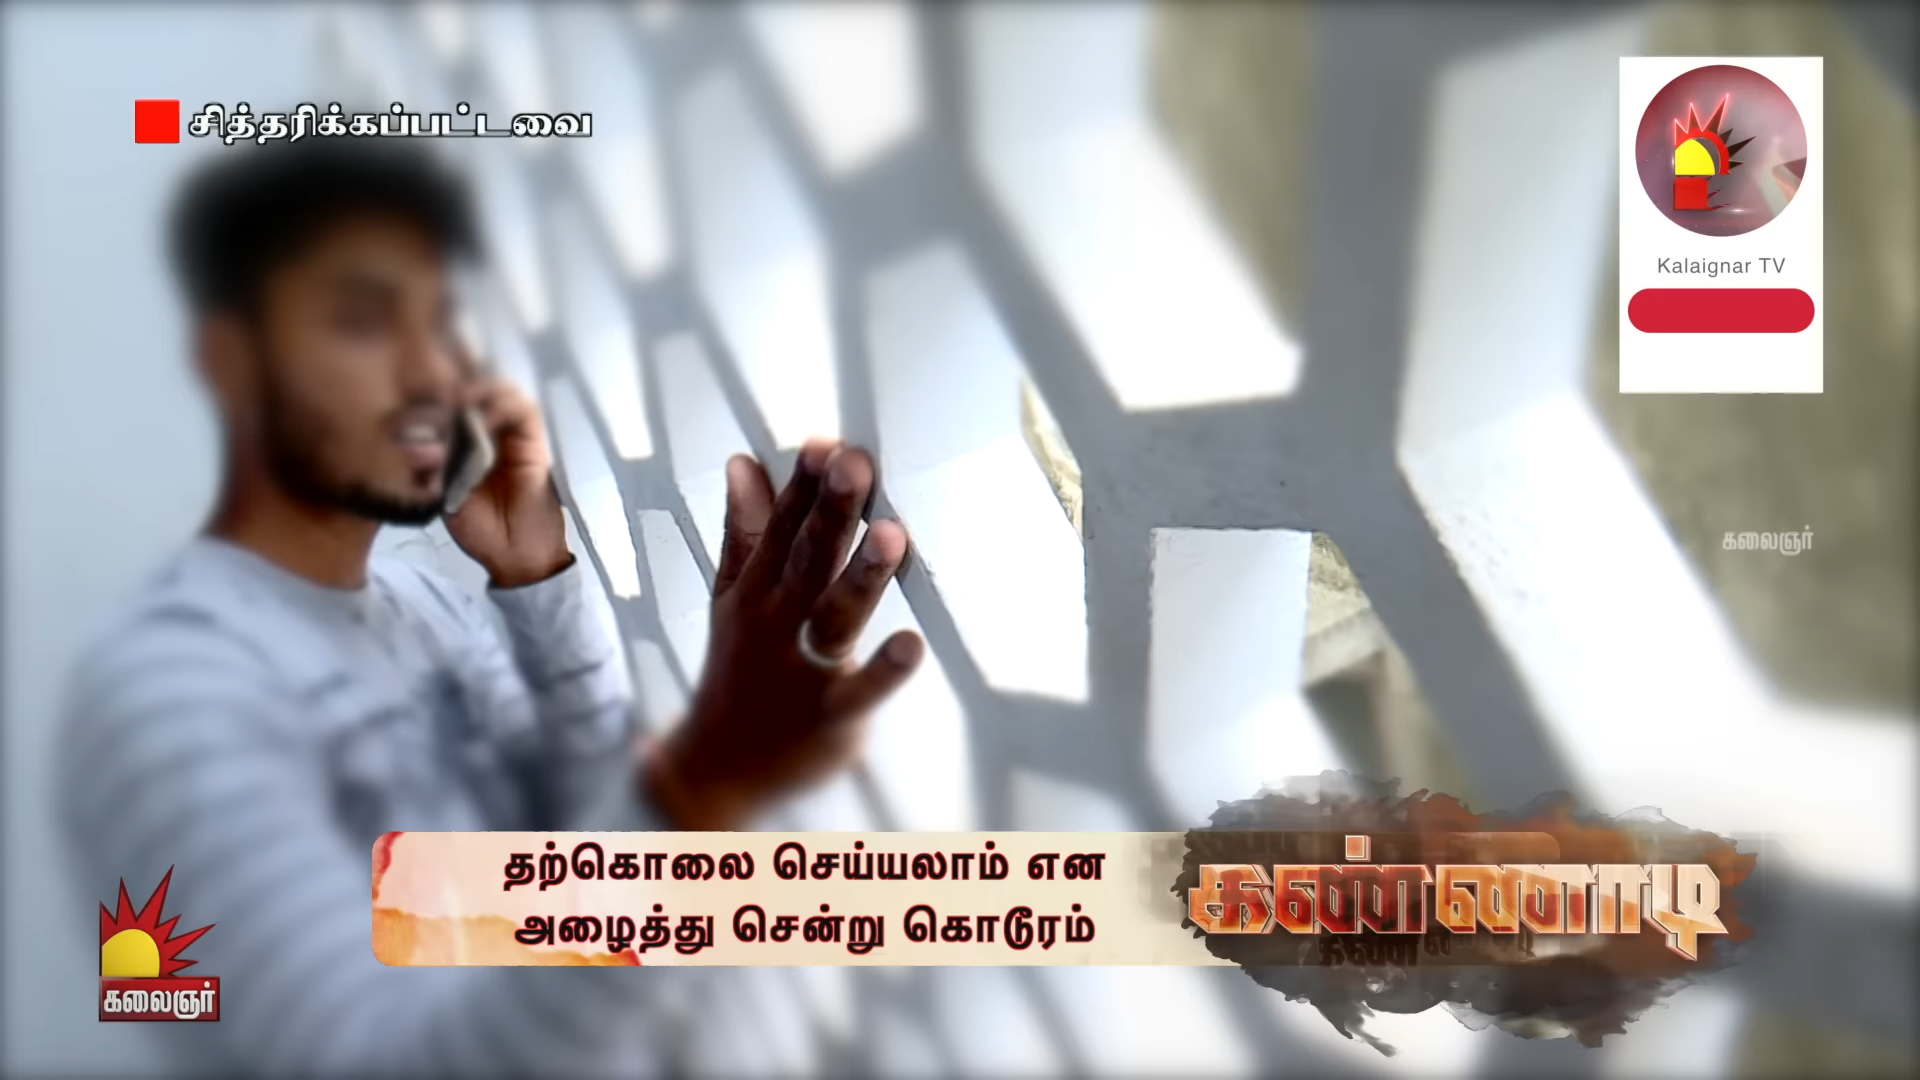 சித்தரிக்கப்பட்டவை
Kalaignar TV
கலைஞர்
தற்கொலை செய்யலாம் என
அழைத்து சென்று கொடூரம்
கண்ணாடி
கலைஞர்